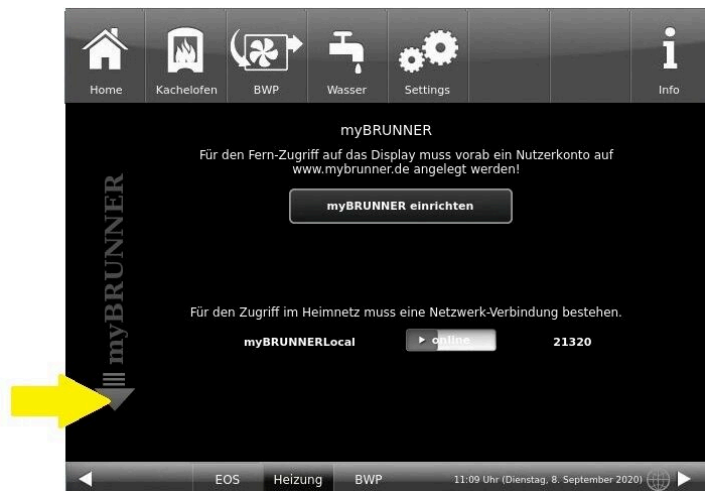 Home Kachelofen BWP Wasser Settings Info
myBRUNNER
Für den Fern-Zugriff auf das Display muss vorab ein Nutzerkonto auf
www.mybrunner.de angelegt werden!
myBRUNNER einrichten
myBRUNNER
Für den Zugriff im Heimnetz muss eine Netzwerk-Verbindung bestehen.
myBRUNNERLocal online 21320
EOS Heizung BWP 11:09 Uhr (Dienstag, 8. September 2020)